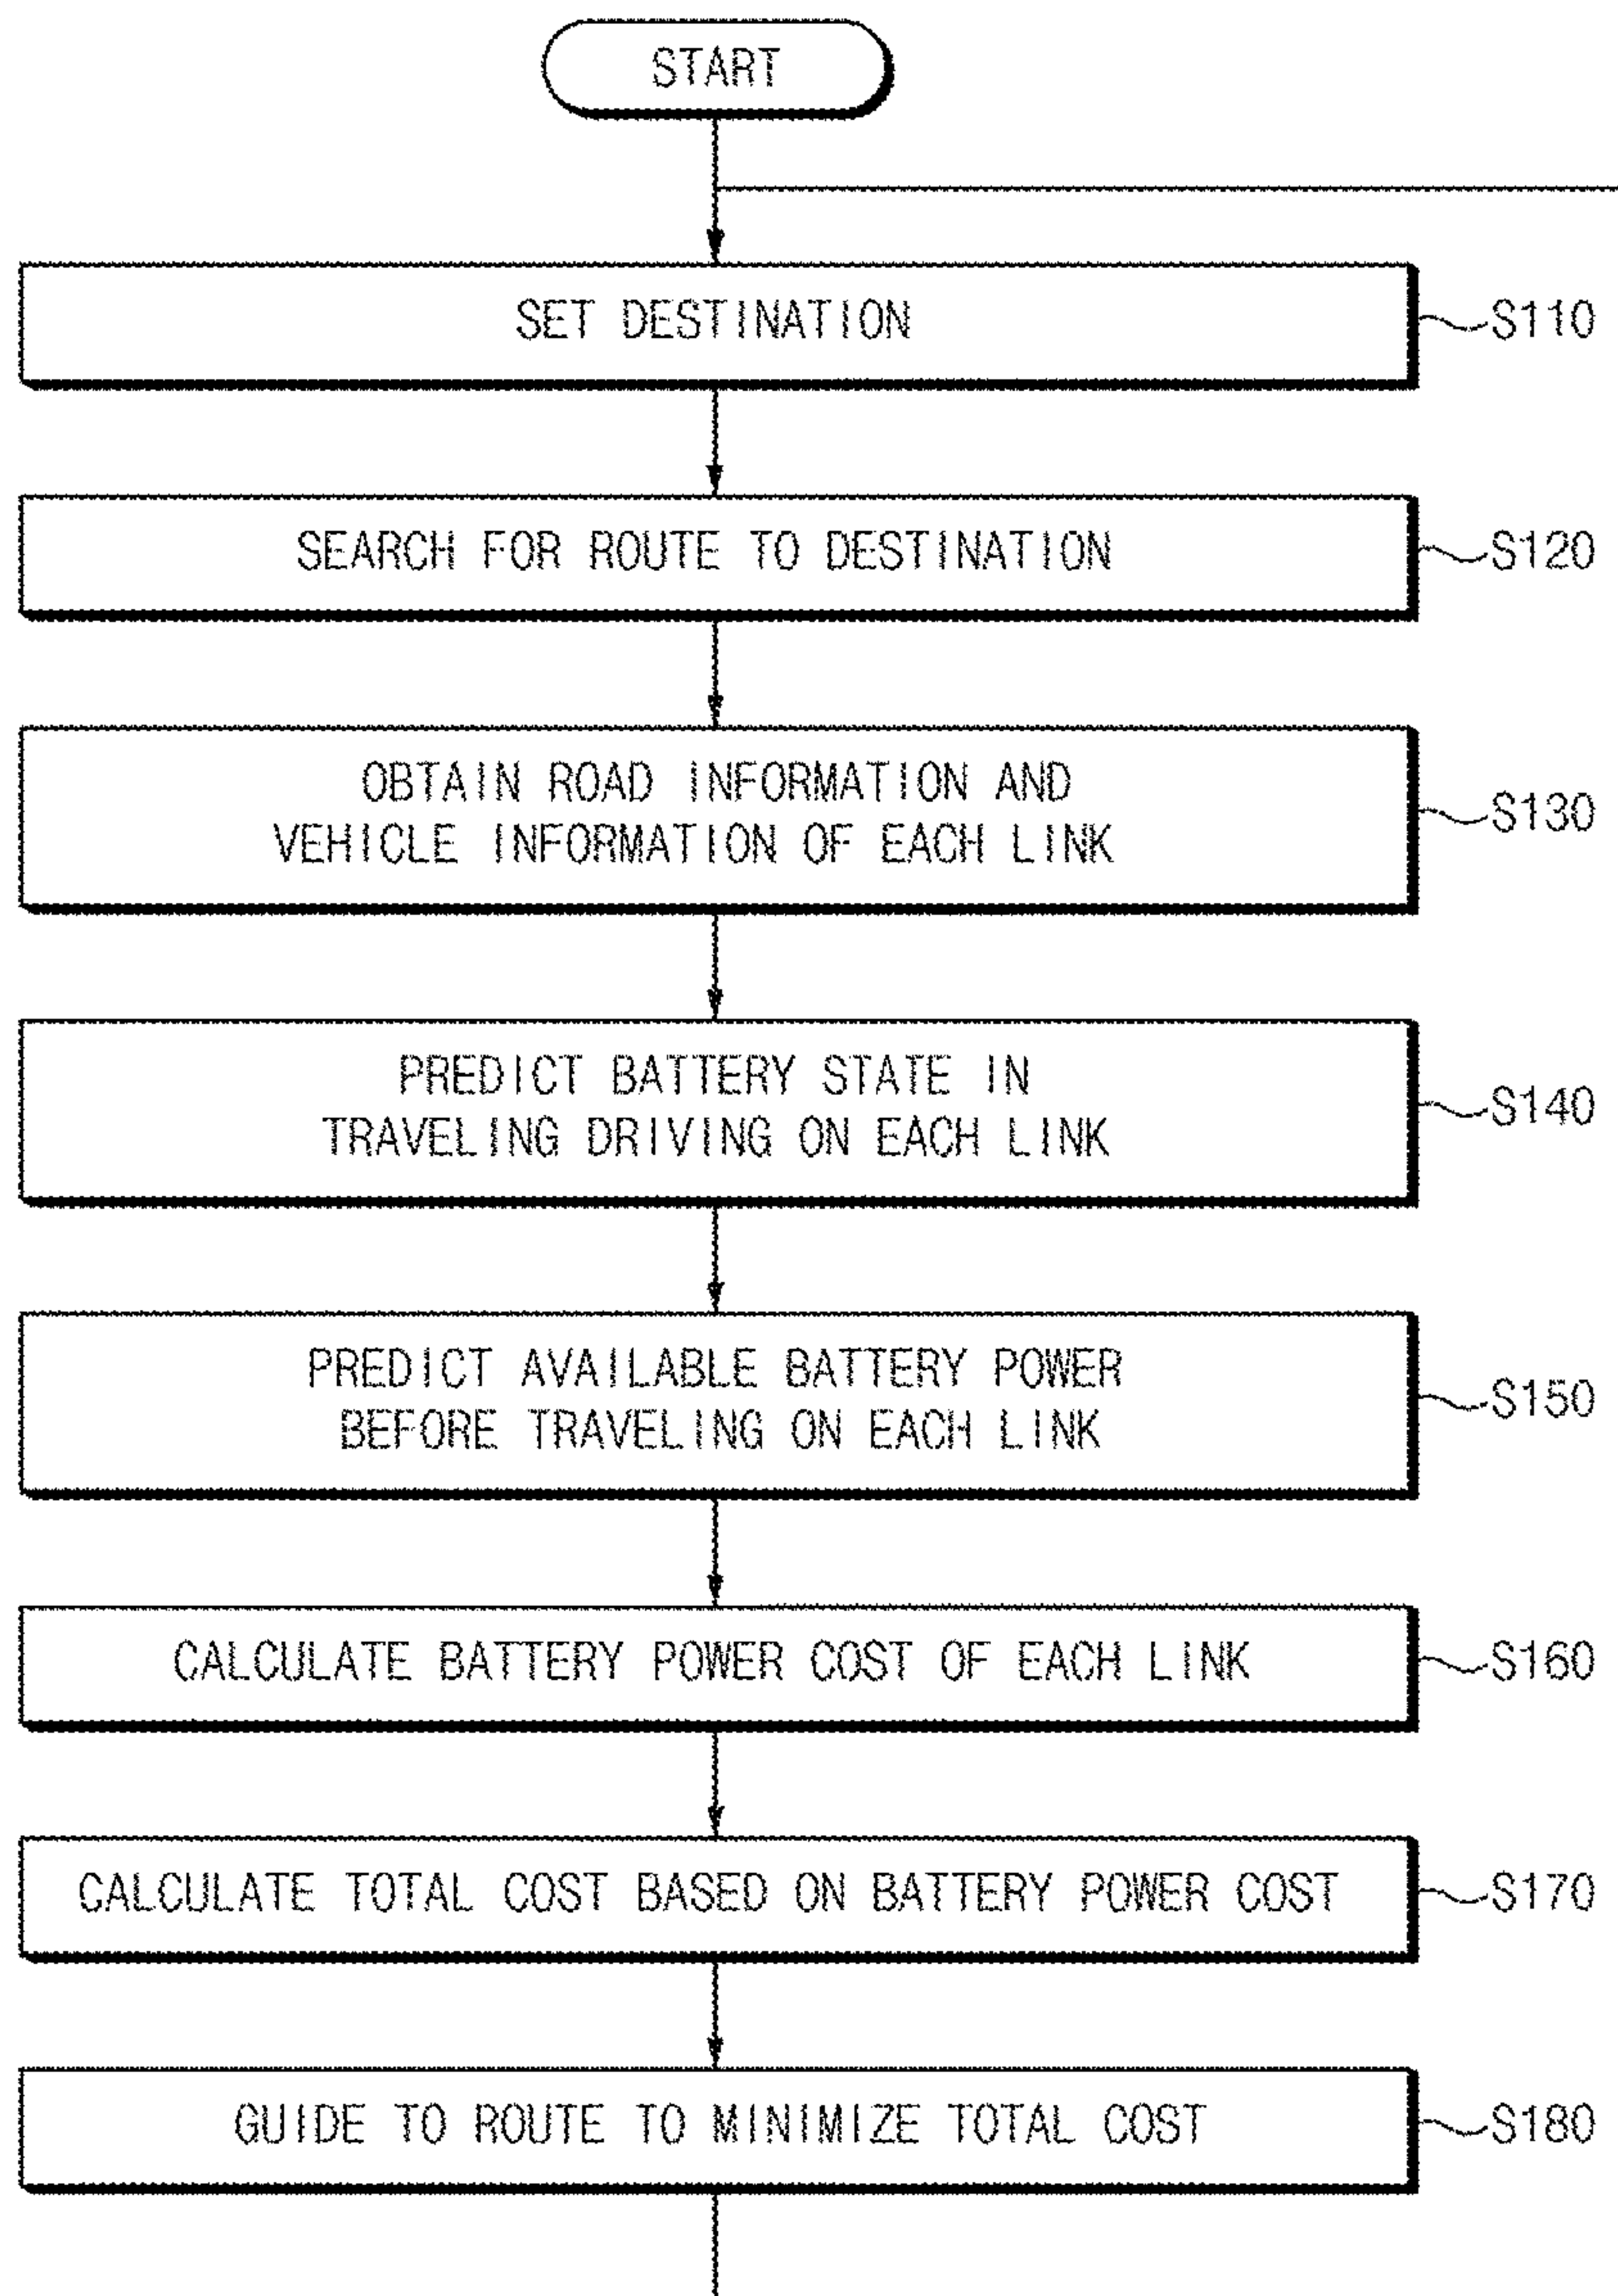 START
SET DESTINATION
S110
SEARCH FOR ROUTE TO DESTINATION
S120
OBTAIN ROAD INFORMATION AND
VEHICLE INFORMATION OF EACH LINK
S130
PREDICT BATTERY STATE IN
TRAVELING DRIVING ON EACH LINK
S140
PREDICT AVAILABLE BATTERY POWER
BEFORE TRAVELING ON EACH LINK
S150
CALCULATE BATTERY POWER COST OF EACH LINK
S160
CALCULATE TOTAL COST BASED ON BATTERY POWER COST
S170
GUIDE TO ROUTE TO MINIMIZE TOTAL COST
S180